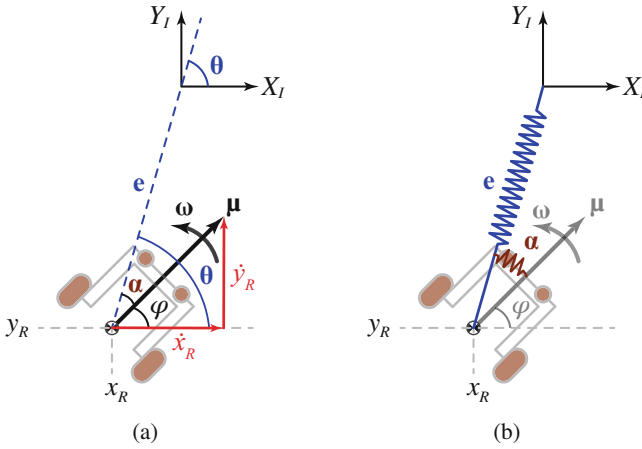 Y_I Y_I
θ X_I X_I
e e
ω μ ω μ
α
θ ẏ_R
α φ φ
y_R ẋ_R y_R
x_R x_R
(a) (b)